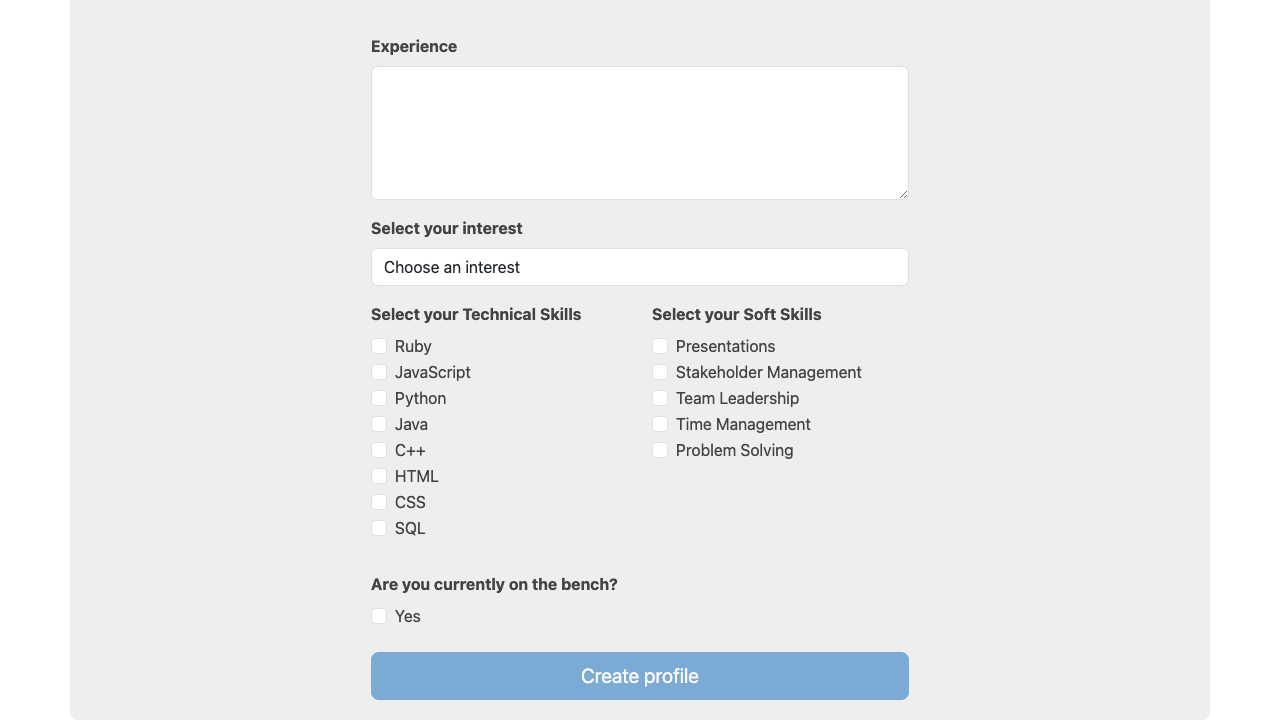 Experience
Select your interest
Choose an interest
Select your Technical Skills
Ruby
JavaScript
Python
Java
C++
HTML
CSS
SQL
Select your Soft Skills
Presentations
Stakeholder Management
Team Leadership
Time Management
Problem Solving
Are you currently on the bench?
Yes
Create profile